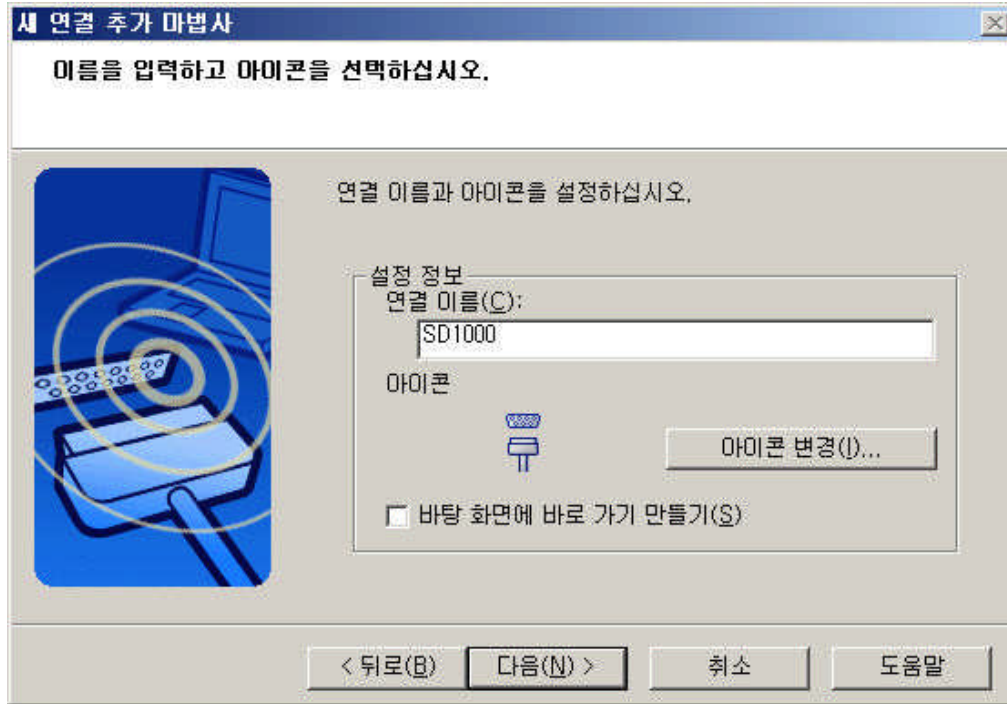 새 연결 추가 마법사
이름을 입력하고 아이콘을 선택하십시오.
연결 이름과 아이콘을 설정하십시오.
설정 정보
연결 이름(C):
SD1000
아이콘
아이콘 변경(I)...
바탕 화면에 바로 가기 만들기(S)
< 뒤로(B) 다음(N) > 취소 도움말